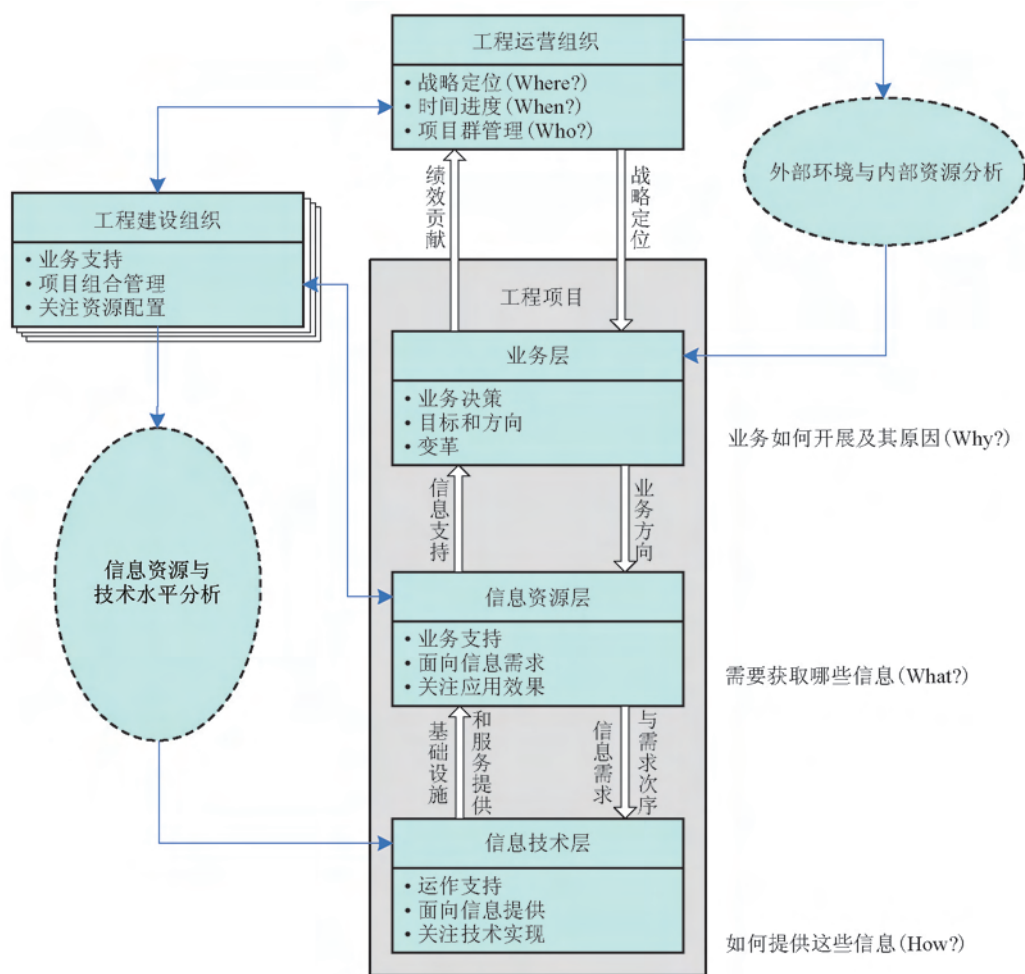 工程运营组织
• 战略定位(Where?)
• 时间进度(When?)
• 项目群管理(Who?)
外部环境与内部资源分析
绩效贡献
战略定位
工程建设组织
• 业务支持
• 项目组合管理
• 关注资源配置
工程项目
业务层
• 业务决策
• 目标和方向
• 变革
业务如何开展及其原因(Why?)
信息支持
业务方向
信息资源与
技术水平分析
信息资源层
• 业务支持
• 面向信息需求
• 关注应用效果
需要获取哪些信息(What?)
基础设施
和服务提供
信息需求
与需求次序
信息技术层
• 运作支持
• 面向信息提供
• 关注技术实现
如何提供这些信息(How?)